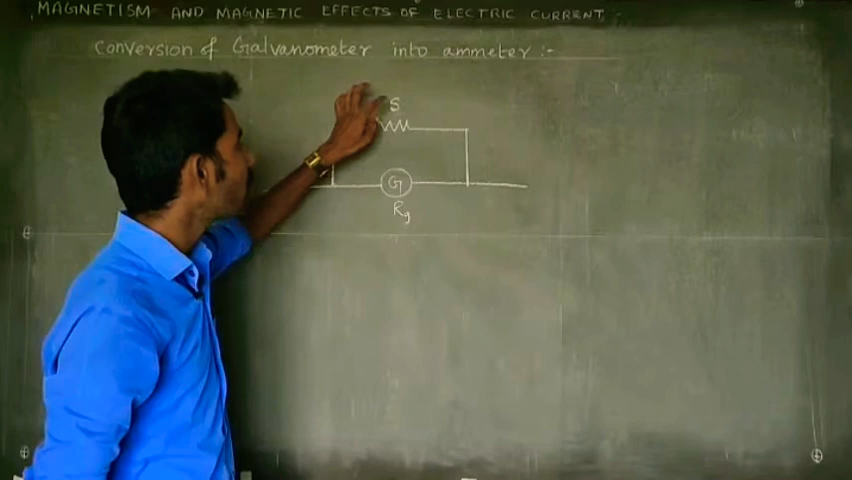 MAGNETISM AND MAGNETIC EFFECTS OF ELECTRIC CURRENT
Conversion of Galvanometer into ammeter :-
S
G
Rg